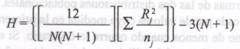 H = {[12 / N(N + 1)] [∑ R_j² / n_j]} − 3(N + 1)